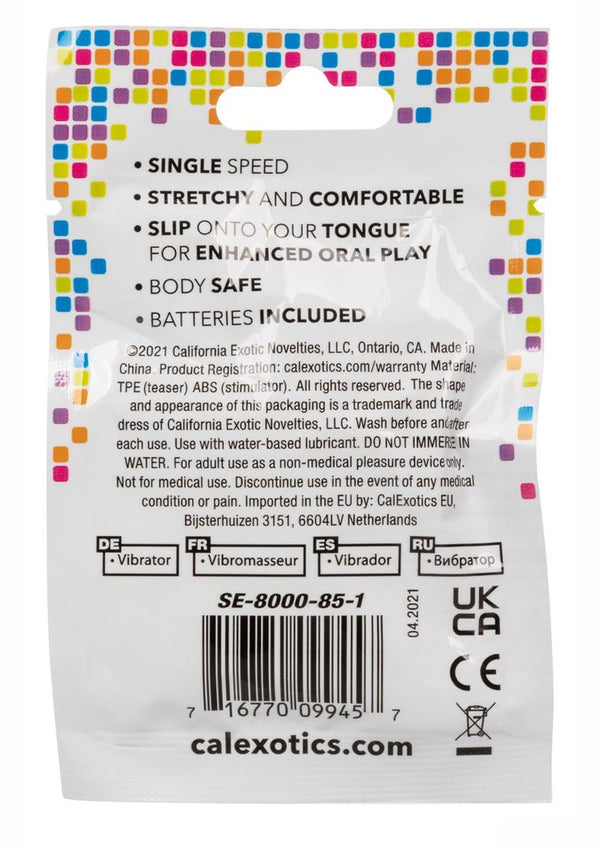 • SINGLE SPEED
• STRETCHY AND COMFORTABLE
• SLIP ONTO YOUR TONGUE
FOR ENHANCED ORAL PLAY
• BODY SAFE
• BATTERIES INCLUDED
©2021 California Exotic Novelties, LLC, Ontario, CA. Made in
China. Product Registration: calexotics.com/warranty Material:
TPE (teaser) ABS (stimulator). All rights reserved. The shape
and appearance of this packaging is a trademark and trade
dress of California Exotic Novelties, LLC. Wash before and after
each use. Use with water-based lubricant. DO NOT IMMERSE IN
WATER. For adult use as a non-medical pleasure device only.
Not for medical use. Discontinue use in the event of any medical
condition or pain. Imported in the EU by: CalExotics EU,
Bijsterhuizen 3151, 6604LV Netherlands
DE • Vibrator FR • Vibromasseur ES • Vibrador RU • Вибратор
SE-8000-85-1
04.2021
UK
CA
CE
7 16770 09945 7
calexotics.com